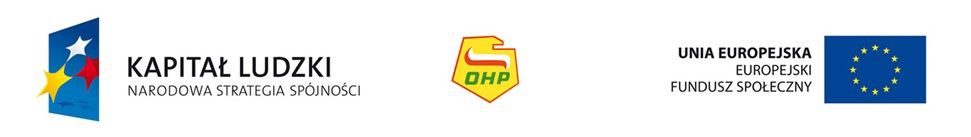 KAPITAŁ LUDZKI
NARODOWA STRATEGIA SPÓJNOŚCI
OHP
UNIA EUROPEJSKA
EUROPEJSKI
FUNDUSZ SPOŁECZNY